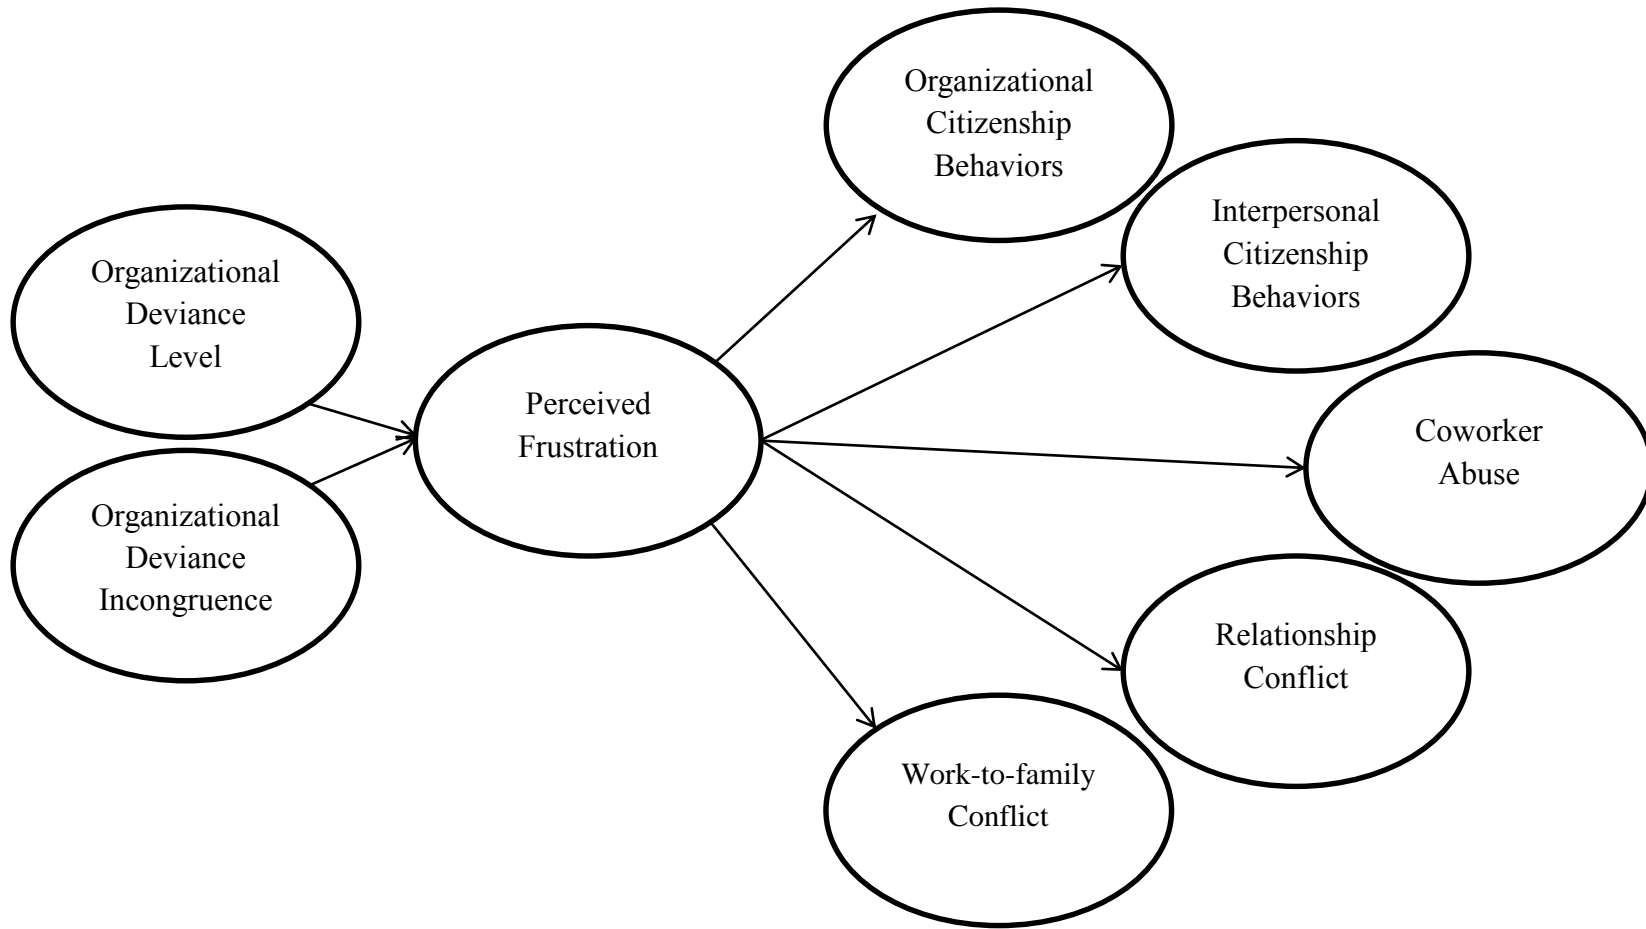 Organizational
Citizenship
Behaviors
Interpersonal
Citizenship
Behaviors
Organizational
Deviance
Level
Perceived
Frustration
Coworker
Abuse
Organizational
Deviance
Incongruence
Relationship
Conflict
Work-to-family
Conflict